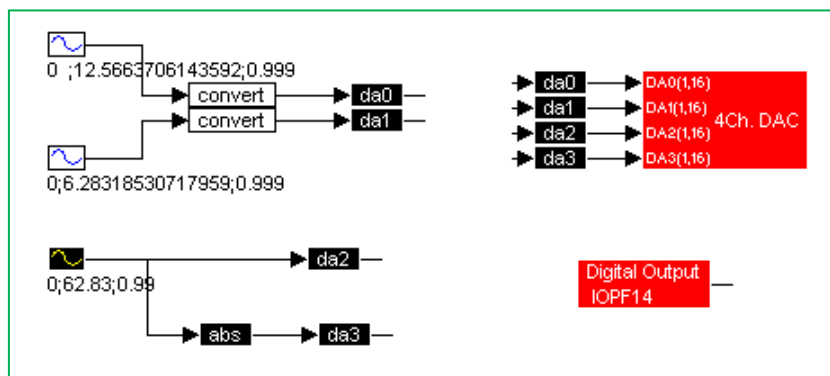 0 ;12.5663706143592;0.999
convert
da0
convert
da1
0;6.28318530717959;0.999
da0
DA0(1,16)
da1
DA1(1,16)
4Ch. DAC
da2
DA2(1,16)
da3
DA3(1,16)
0;62.83;0.99
da2
abs
da3
Digital Output
IOPF14